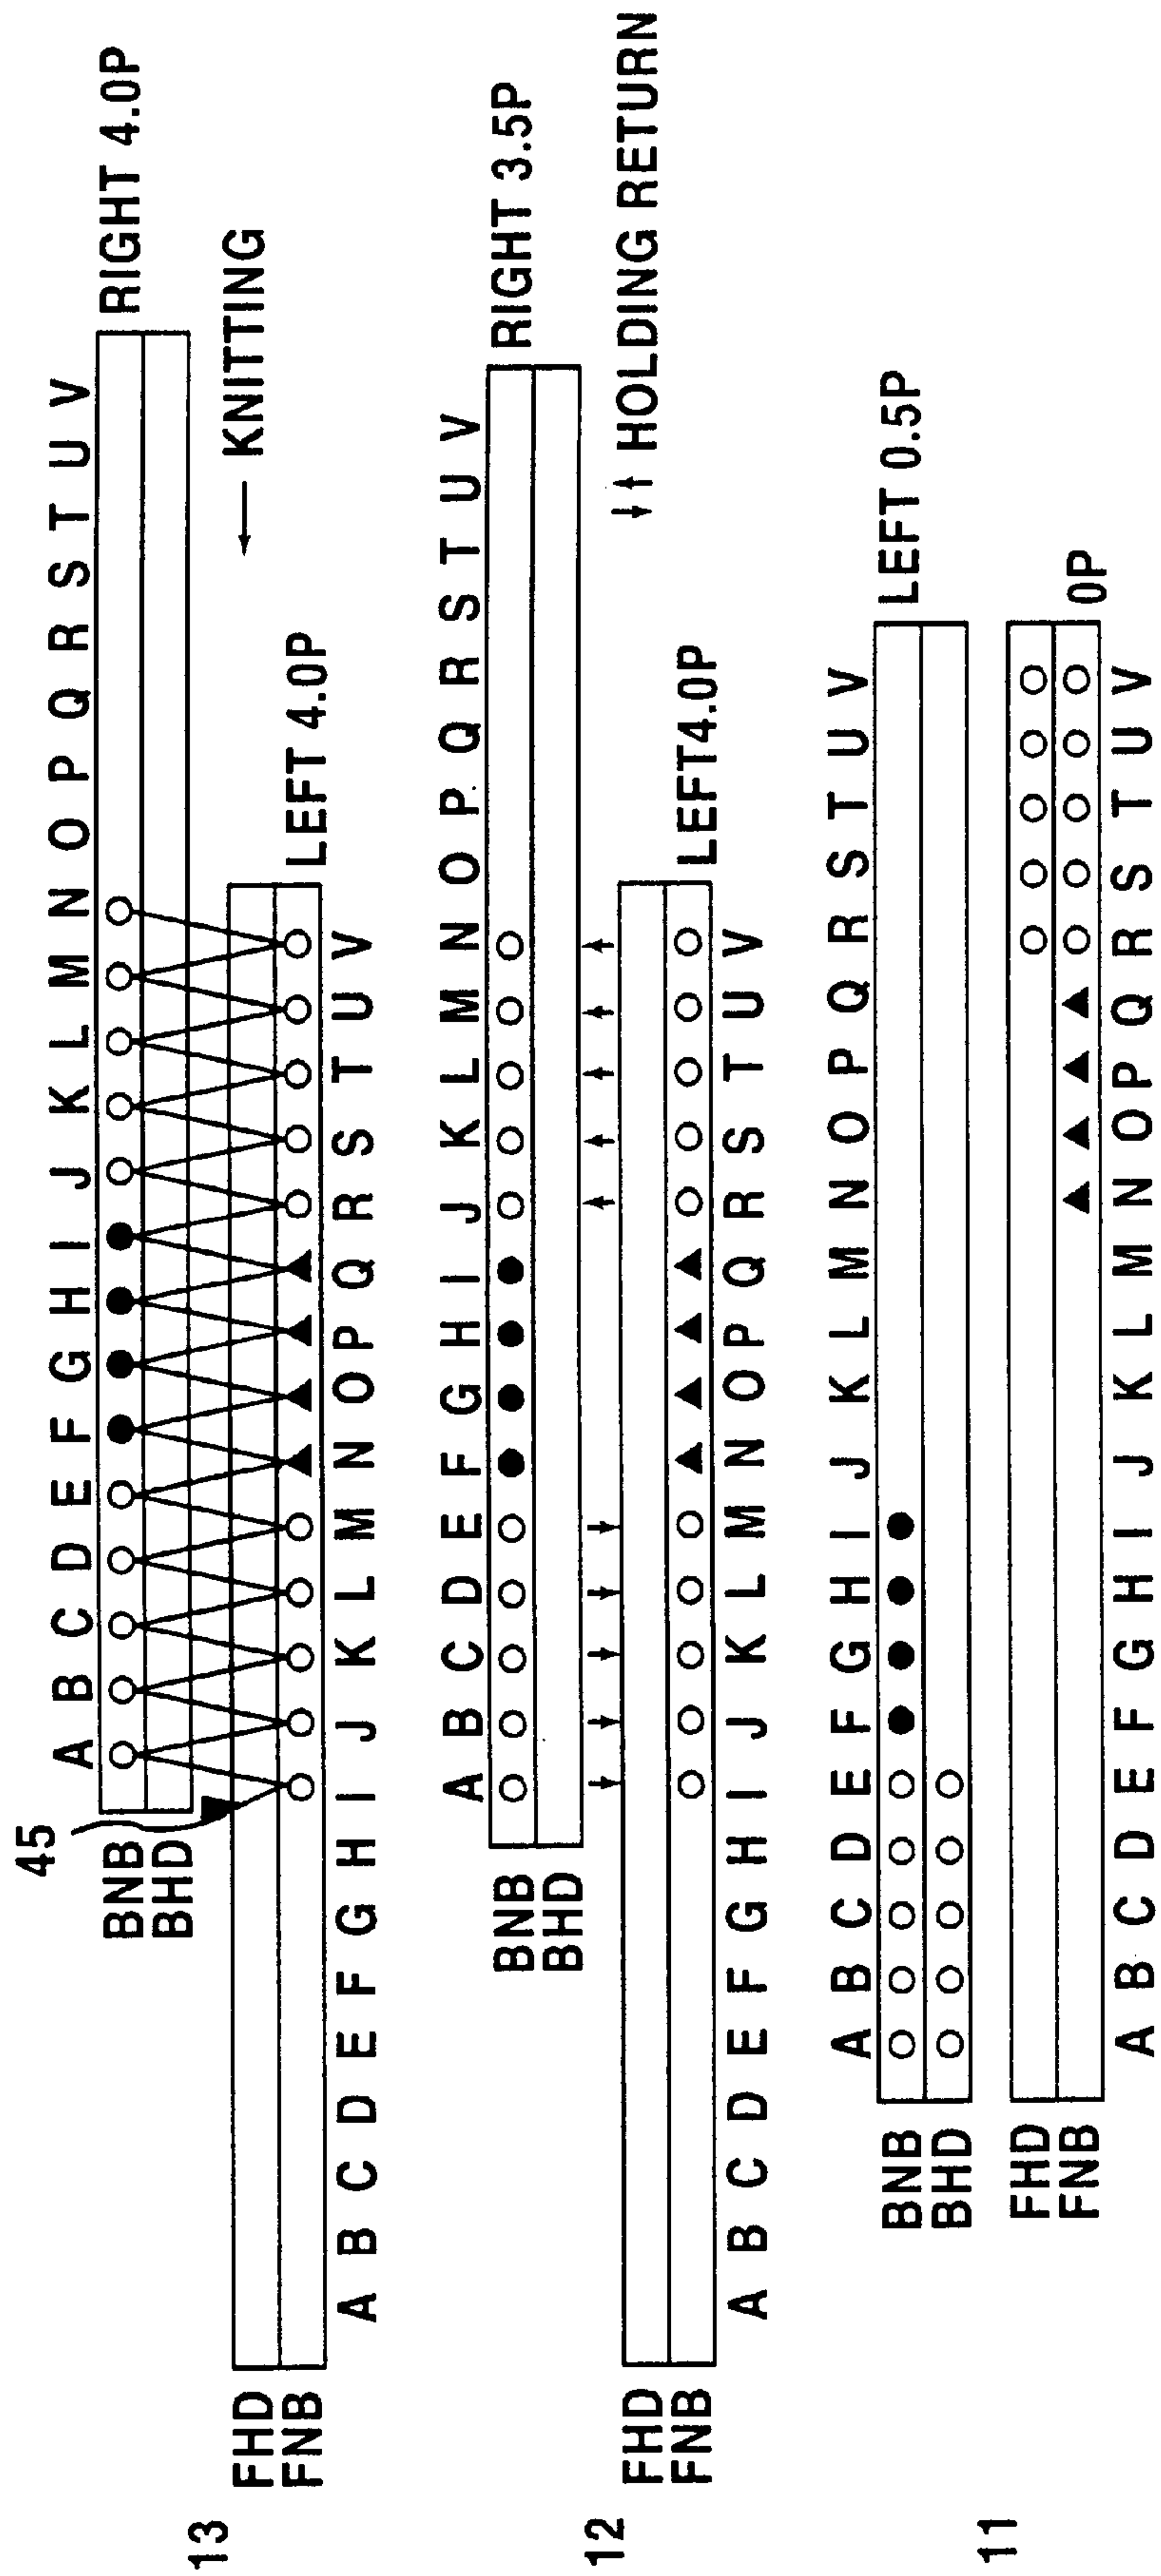 45
A B C D E F G H I J K L M N O P Q R S T U V
BNB RIGHT 4.0P
BHD
← KNITTING
13
FHD
FNB LEFT 4.0P
A B C D E F G H I J K L M N O P Q R S T U V
A B C D E F G H I J K L M N O P Q R S T U V
BNB RIGHT 3.5P
BHD
↓↑ HOLDING RETURN
12
FHD
FNB LEFT4.0P
A B C D E F G H I J K L M N O P Q R S T U V
A B C D E F G H I J K L M N O P Q R S T U V
BNB LEFT 0.5P
BHD
11
FHD
FNB 0P
A B C D E F G H I J K L M N O P Q R S T U V